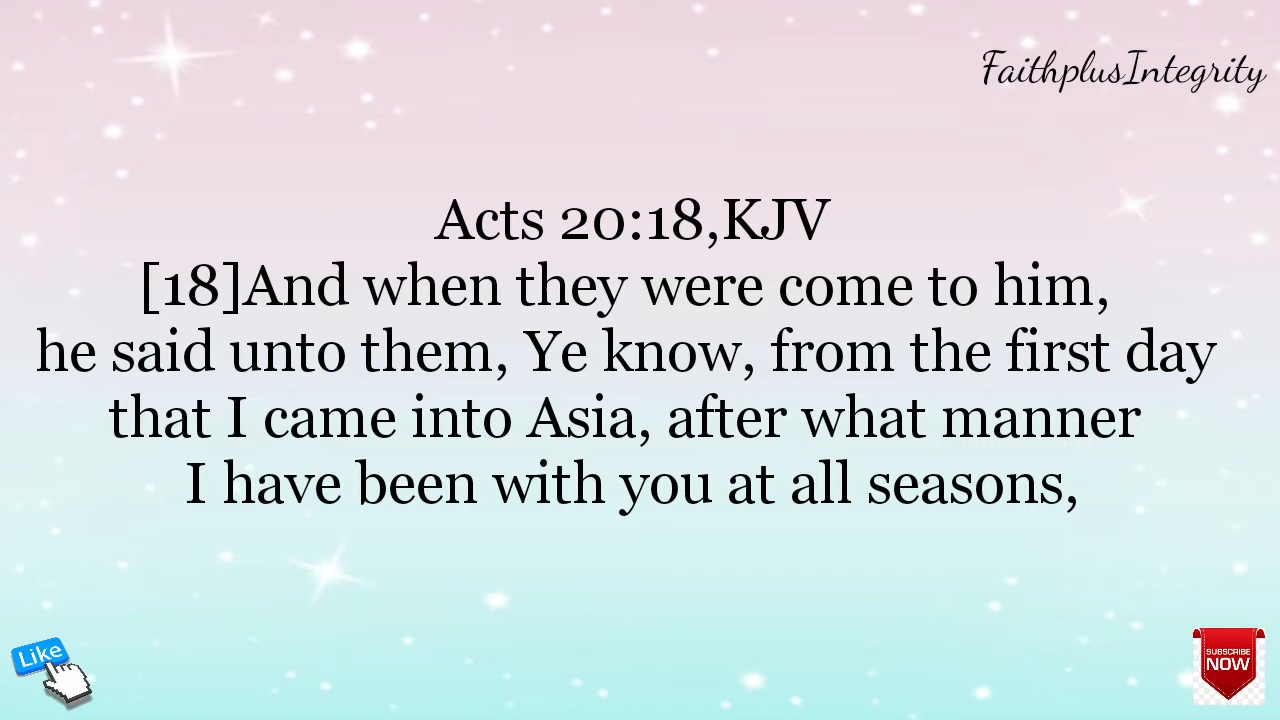 FaithplusIntegrity
Acts 20:18,KJV
[18]And when they were come to him,
he said unto them, Ye know, from the first day
that I came into Asia, after what manner
I have been with you at all seasons,
Like
SUBSCRIBE
NOW